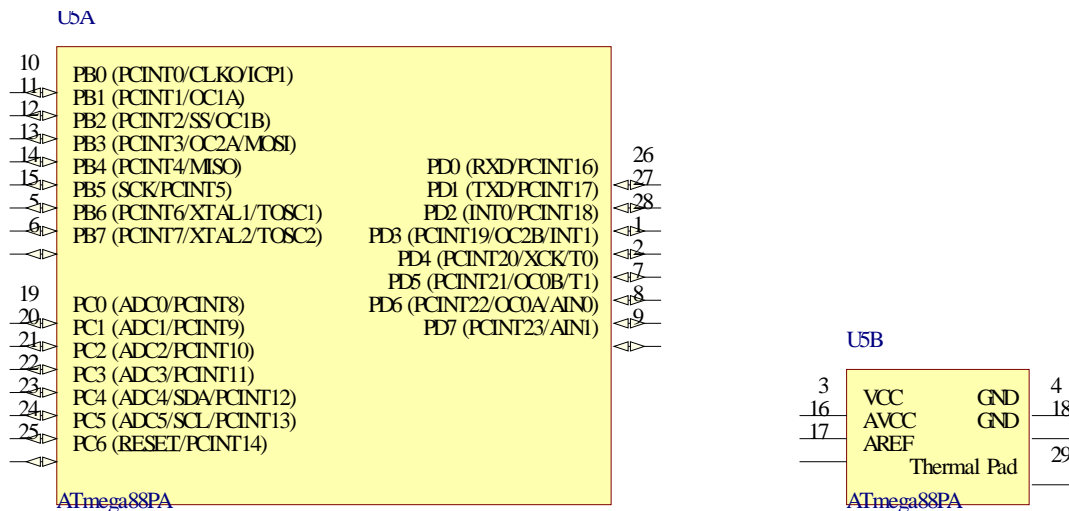 U5A
10 PB0 (PCINT0/CLKO/ICP1)
11 PB1 (PCINT1/OC1A)
12 PB2 (PCINT2/SS/OC1B)
13 PB3 (PCINT3/OC2A/MOSI)
14 PB4 (PCINT4/MISO)
15 PB5 (SCK/PCINT5)
5 PB6 (PCINT6/XTAL1/TOSC1)
6 PB7 (PCINT7/XTAL2/TOSC2)
19 PC0 (ADC0/PCINT8)
20 PC1 (ADC1/PCINT9)
21 PC2 (ADC2/PCINT10)
22 PC3 (ADC3/PCINT11)
23 PC4 (ADC4/SDA/PCINT12)
24 PC5 (ADC5/SCL/PCINT13)
25 PC6 (RESET/PCINT14)
PD0 (RXD/PCINT16) 26
PD1 (TXD/PCINT17) 27
PD2 (INT0/PCINT18) 28
PD3 (PCINT19/OC2B/INT1) 1
PD4 (PCINT20/XCK/T0) 2
PD5 (PCINT21/OC0B/T1) 7
PD6 (PCINT22/OC0A/AIN0) 8
PD7 (PCINT23/AIN1) 9
ATmega88PA
U5B
3 VCC GND 4
16 AVCC GND 18
17 AREF
Thermal Pad 29
ATmega88PA